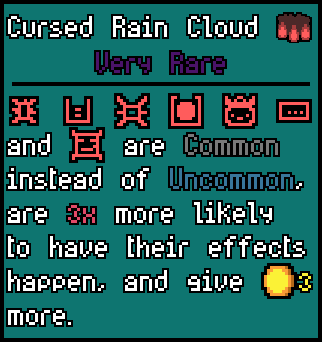 Cursed Rain Cloud
Very Rare
and are Common
instead of Uncommon,
are 3x more likely
to have their effects
happen, and give 3
more.